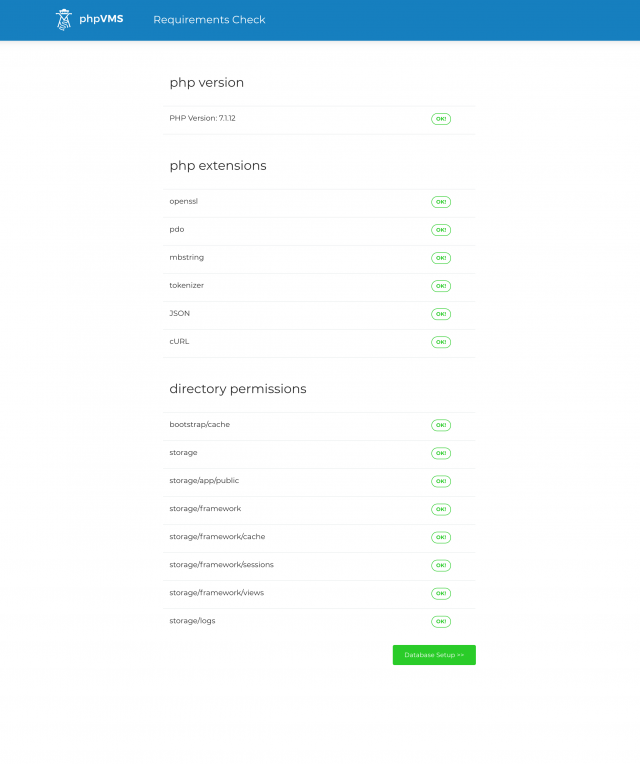 phpVMS Requirements Check
php version
PHP Version: 7.1.12 OK!
php extensions
openssl OK!
pdo OK!
mbstring OK!
tokenizer OK!
JSON OK!
cURL OK!
directory permissions
bootstrap/cache OK!
storage OK!
storage/app/public OK!
storage/framework OK!
storage/framework/cache OK!
storage/framework/sessions OK!
storage/framework/views OK!
storage/logs OK!
Database Setup >>